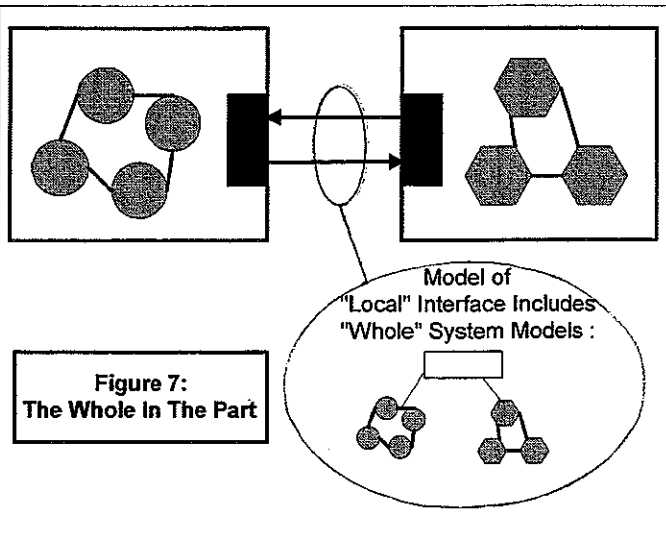 Model of
"Local" Interface Includes
"Whole" System Models :
Figure 7:
The Whole In The Part